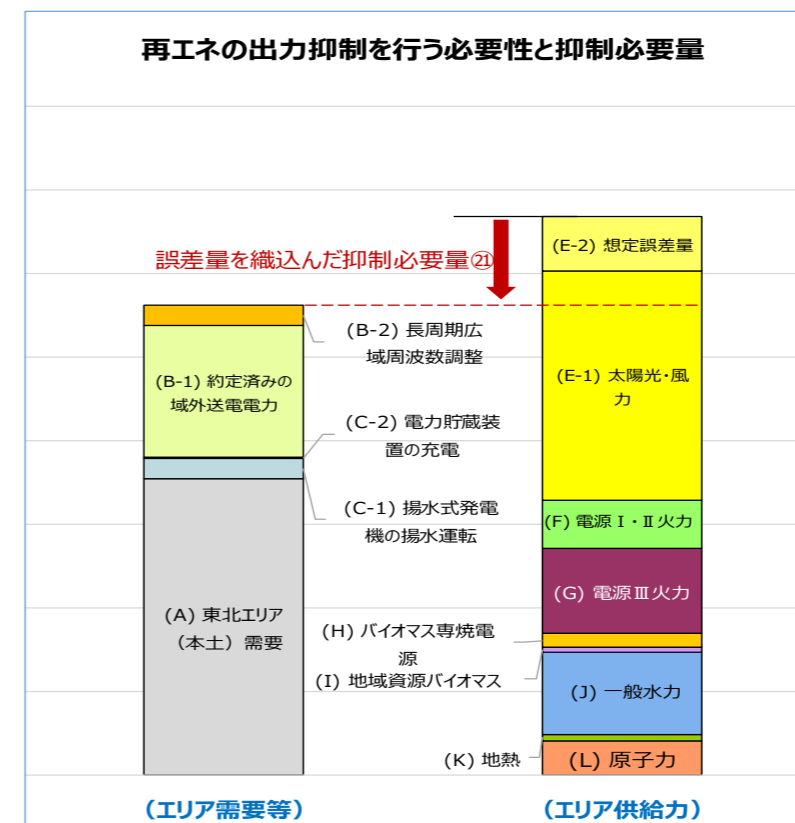 再エネの出力抑制を行う必要性と抑制必要量
(E-2) 想定誤差量
誤差量を織込んだ抑制必要量㉑
(B-2) 長周期広
域周波数調整
(B-1) 約定済みの
域外送電電力
(E-1) 太陽光・風
力
(C-2) 電力貯蔵装
置の充電
(C-1) 揚水式発電
機の揚水運転
(F) 電源Ⅰ・Ⅱ火力
(G) 電源Ⅲ火力
(A) 東北エリア
（本土）需要
(H) バイオマス専焼電
源
(I) 地域資源バイオマス
(J) 一般水力
(K) 地熱
(L) 原子力
（エリア需要等）
（エリア供給力）